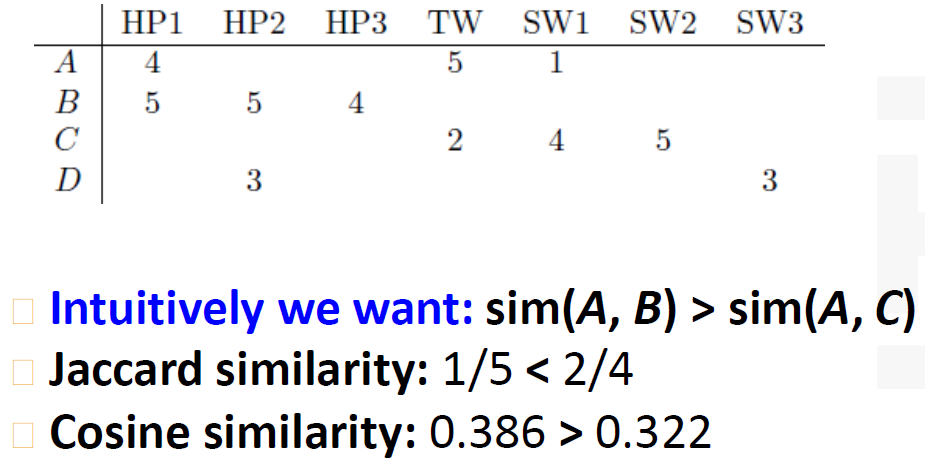 HP1 HP2 HP3 TW SW1 SW2 SW3
A 4 5 1
B 5 5 4
C 2 4 5
D 3 3
Intuitively we want: sim(A, B) > sim(A, C)
Jaccard similarity: 1/5 < 2/4
Cosine similarity: 0.386 > 0.322